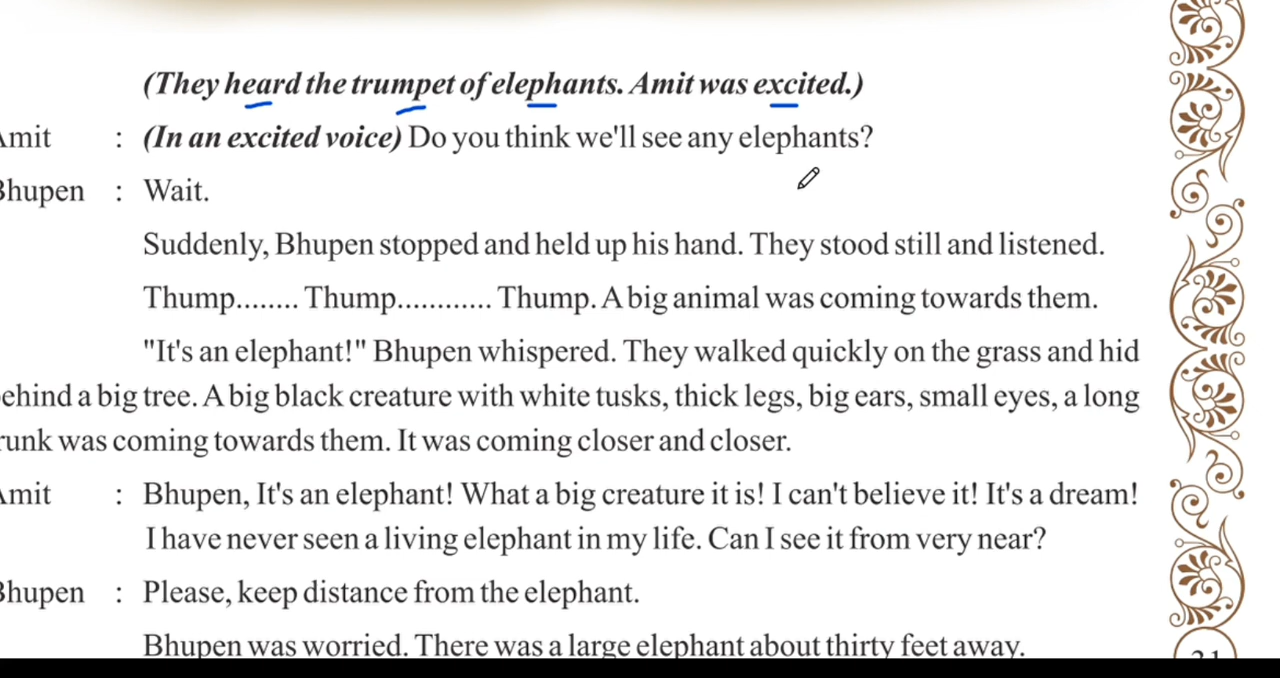 (They heard the trumpet of elephants. Amit was excited.)
Amit : (In an excited voice) Do you think we'll see any elephants?
Bhupen : Wait.
Suddenly, Bhupen stopped and held up his hand. They stood still and listened.
Thump........ Thump............ Thump. A big animal was coming towards them.
"It's an elephant!" Bhupen whispered. They walked quickly on the grass and hid
ehind a big tree. A big black creature with white tusks, thick legs, big ears, small eyes, a long
runk was coming towards them. It was coming closer and closer.
Amit : Bhupen, It's an elephant! What a big creature it is! I can't believe it! It's a dream!
I have never seen a living elephant in my life. Can I see it from very near?
Bhupen : Please, keep distance from the elephant.
Bhupen was worried. There was a large elephant about thirty feet away.